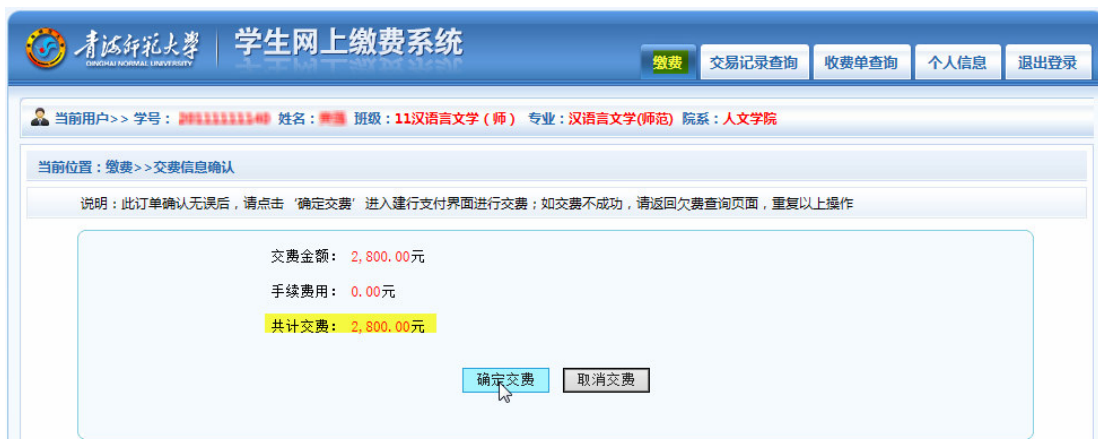 青海师范大学 学生网上缴费系统
QINGHAI NORMAL UNIVERSITY
缴费 交易记录查询 收费单查询 个人信息 退出登录
当前用户>> 学号： 姓名： 班级：11汉语言文学（师） 专业：汉语言文学(师范) 院系：人文学院
当前位置：缴费>>交费信息确认
说明：此订单确认无误后，请点击‘确定交费’进入建行支付界面进行交费；如交费不成功，请返回欠费查询页面，重复以上操作
交费金额： 2,800.00元
手续费用： 0.00元
共计交费： 2,800.00元
确定交费 取消交费